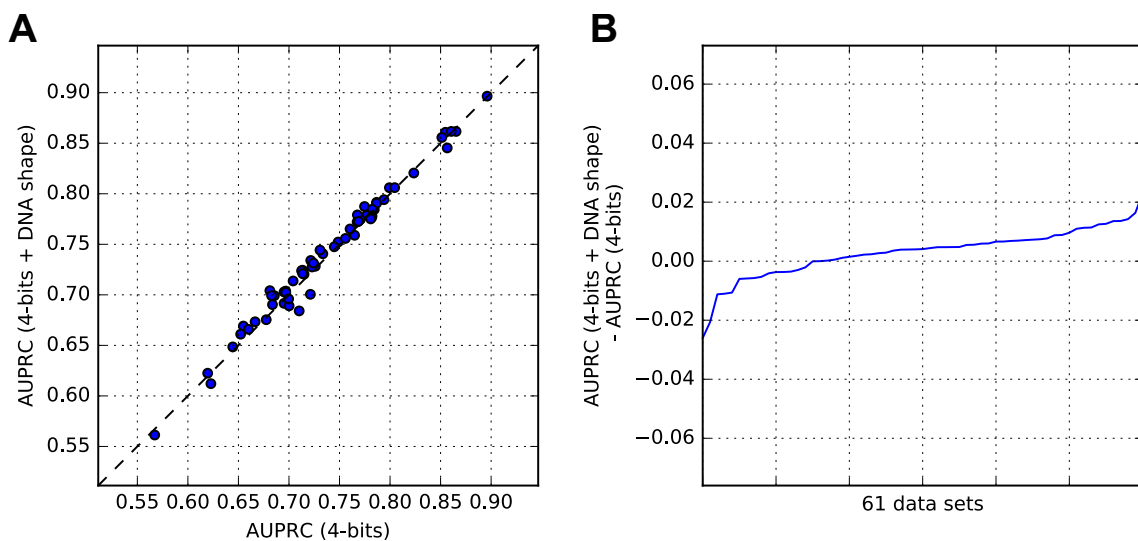 A
0.90
0.85
0.80
0.75
0.70
0.65
0.60
0.55
AUPRC (4-bits + DNA shape)
0.55 0.60 0.65 0.70 0.75 0.80 0.85 0.90
AUPRC (4-bits)
B
0.06
0.04
0.02
0.00
−0.02
−0.04
−0.06
AUPRC (4-bits + DNA shape)
- AUPRC (4-bits)
61 data sets